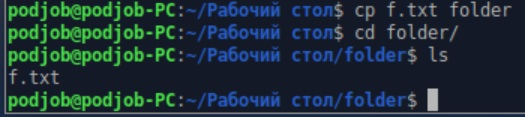 podjob@podjob-PC:~/Рабочий стол$ cp f.txt folder
podjob@podjob-PC:~/Рабочий стол$ cd folder/
podjob@podjob-PC:~/Рабочий стол/folder$ ls
f.txt
podjob@podjob-PC:~/Рабочий стол/folder$